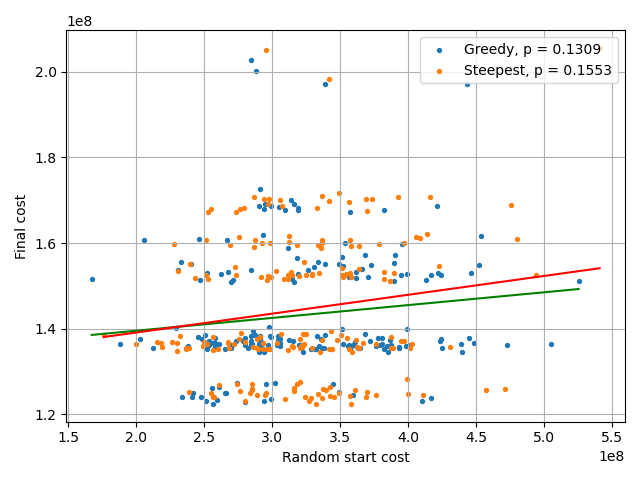 1e8
Greedy, p = 0.1309
Steepest, p = 0.1553
2.0
1.8
1.6
1.4
1.2
Final cost
1.5 2.0 2.5 3.0 3.5 4.0 4.5 5.0 5.5
Random start cost
1e8